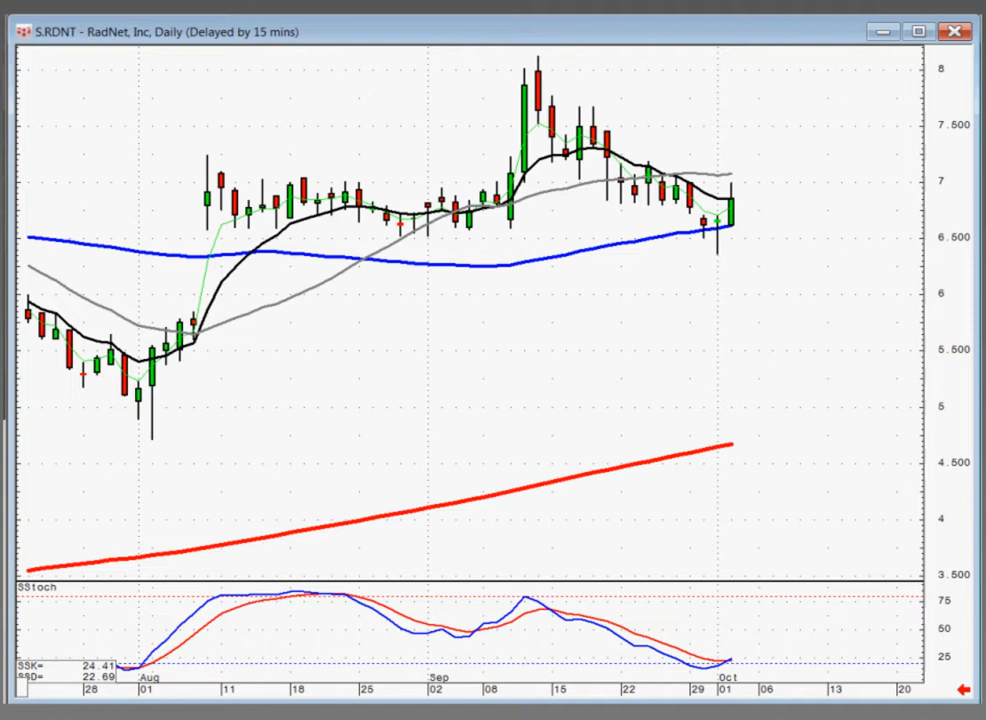 S.RDNT - RadNet, Inc, Daily (Delayed by 15 mins)
8
7.500
7
6.500
6
5.500
5
4.500
4
3.500
SStoch
75
50
25
SSK= 24.41
SSD= 22.69
Aug Sep Oct
28 01 11 18 25 02 08 15 22 29 01 06 13 20